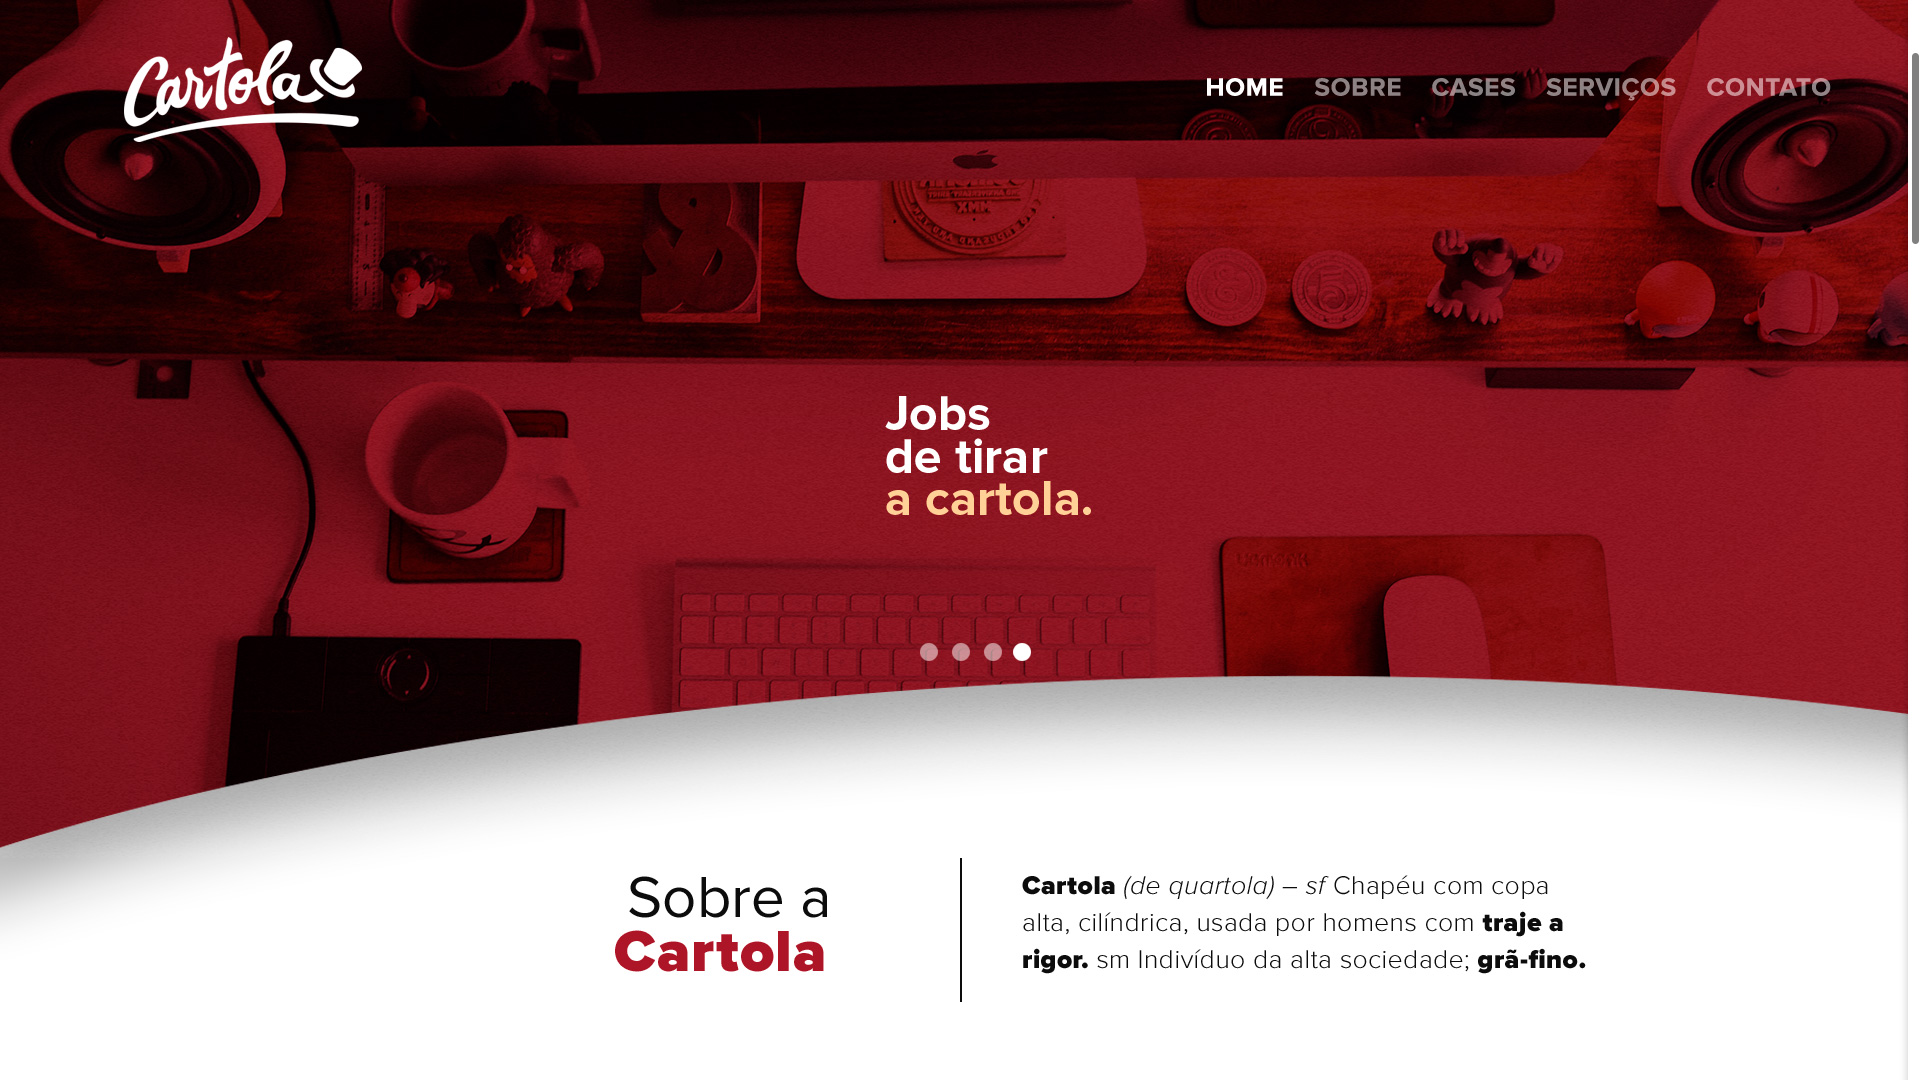 Cartola
HOME SOBRE CASES SERVIÇOS CONTATO
XMM
Jobs
de tirar
a cartola.
Sobre a
Cartola
Cartola (de quartola) – sf Chapéu com copa
alta, cilíndrica, usada por homens com traje a
rigor. sm Indivíduo da alta sociedade; grã-fino.